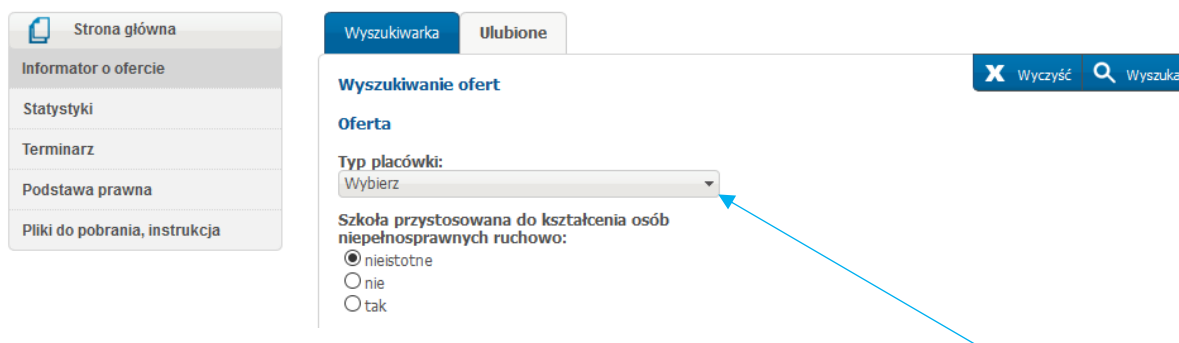 Strona główna
Informator o ofercie
Statystyki
Terminarz
Podstawa prawna
Pliki do pobrania, instrukcja
Wyszukiwarka
Ulubione
Wyczyść
Wyszuka
Wyszukiwanie ofert
Oferta
Typ placówki:
Wybierz
Szkoła przystosowana do kształcenia osób
niepełnosprawnych ruchowo:
nieistotne
nie
tak